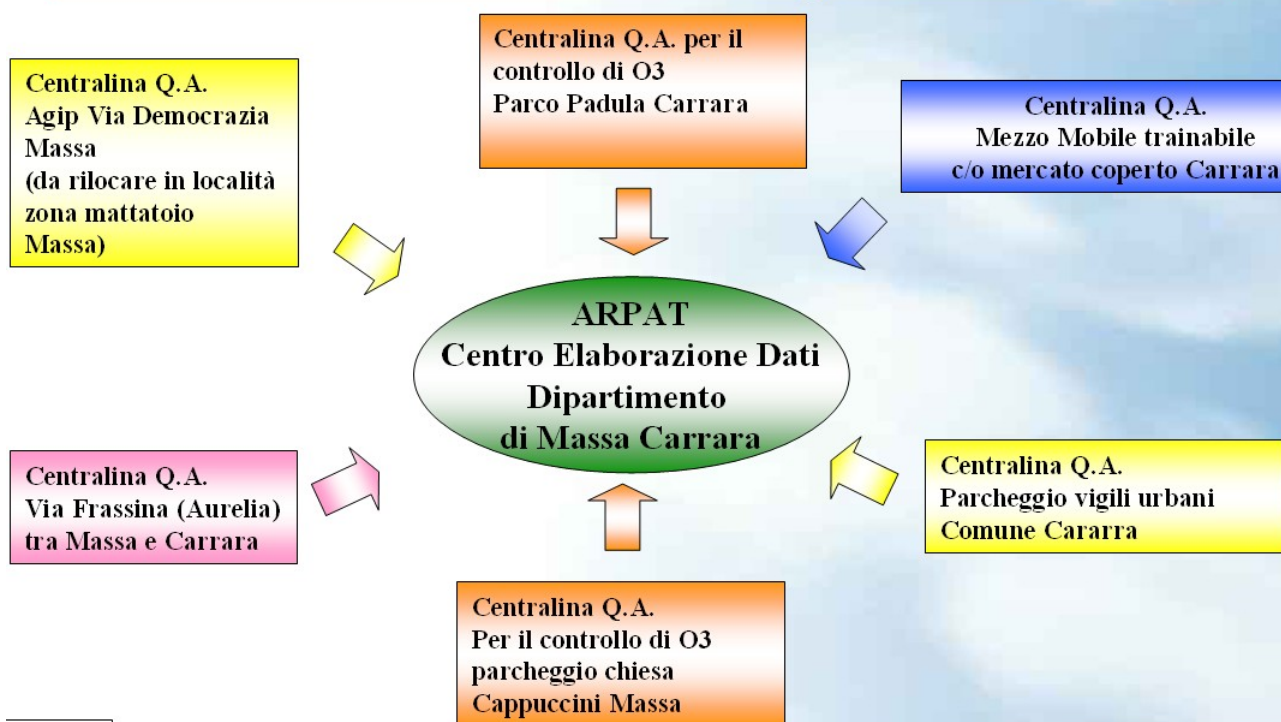 Centralina Q.A. per il
controllo di O3
Parco Padula Carrara
Centralina Q.A.
Agip Via Democrazia
Massa
(da rilocare in località
zona mattatoio
Massa)
Centralina Q.A.
Mezzo Mobile trainabile
c/o mercato coperto Carrara
ARPAT
Centro Elaborazione Dati
Dipartimento
di Massa Carrara
Centralina Q.A.
Via Frassina (Aurelia)
tra Massa e Carrara
Centralina Q.A.
Parcheggio vigili urbani
Comune Cararra
Centralina Q.A.
Per il controllo di O3
parcheggio chiesa
Cappuccini Massa